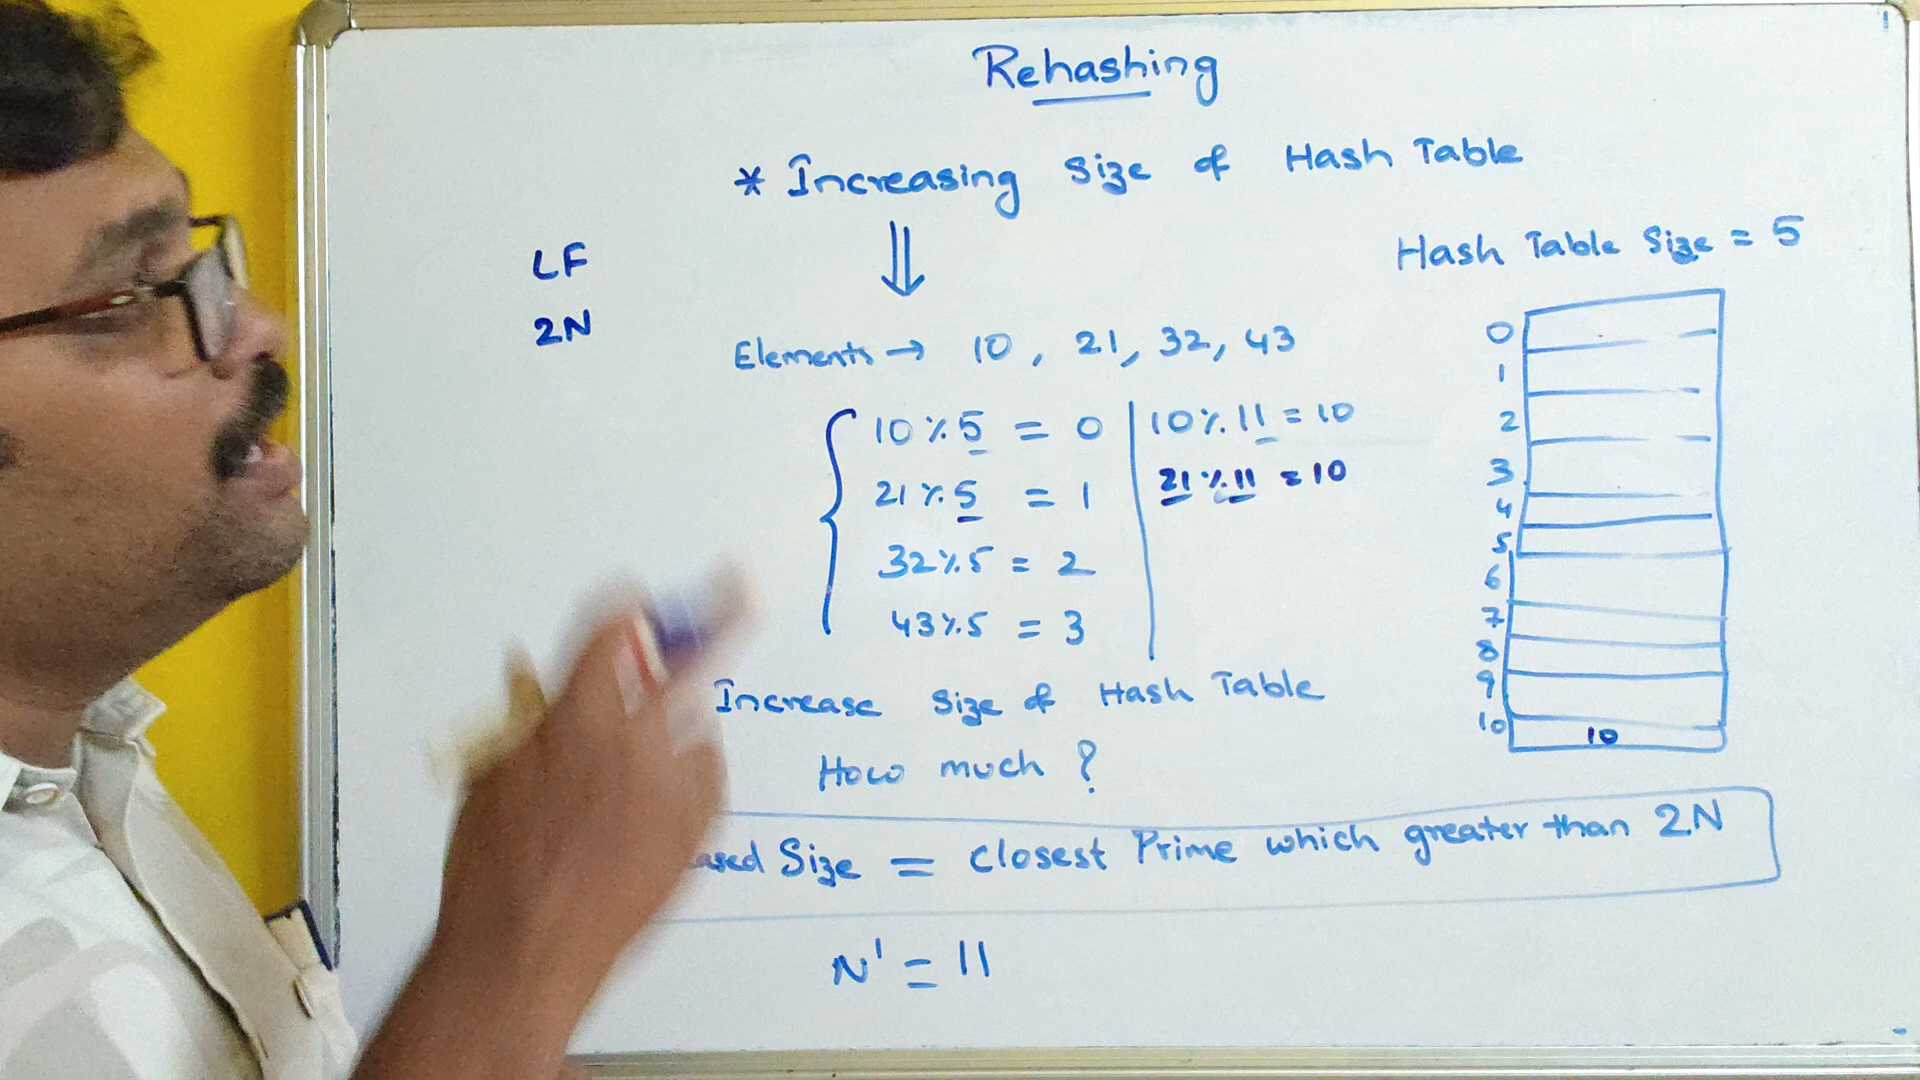 Rehashing
* Increasing Size of Hash Table
LF
2N
Hash Table Size = 5
Elements → 10, 21, 32, 43
10 % 5 = 0
21 % 5 = 1
32 % 5 = 2
43 % 5 = 3
10 % 11 = 10
21 % 11 = 10
0
1
2
3
4
5
6
7
8
9
10 10
Increase Size of Hash Table
How much ?
Size = Closest Prime which greater than 2N
N' = 11